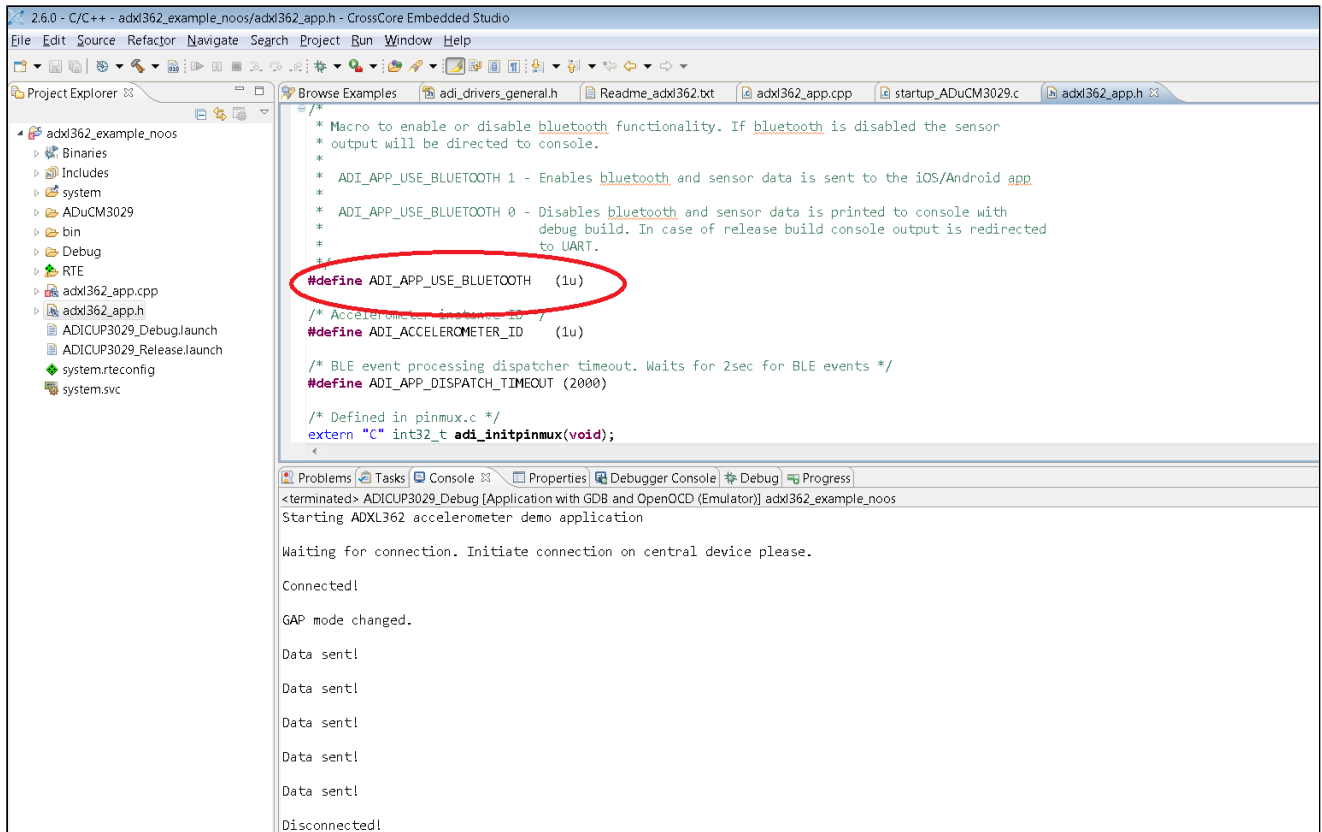 2.6.0 - C/C++ - adxl362_example_noos/adxl362_app.h - CrossCore Embedded Studio
File Edit Source Refactor Navigate Search Project Run Window Help
Project Explorer
adxl362_example_noos
Binaries
Includes
system
ADuCM3029
bin
Debug
RTE
adxl362_app.cpp
adxl362_app.h
ADICUP3029_Debug.launch
ADICUP3029_Release.launch
system.rteconfig
system.svc
Browse Examples adi_drivers_general.h Readme_adxl362.txt adxl362_app.cpp startup_ADuCM3029.c adxl362_app.h
/*
* Macro to enable or disable bluetooth functionality. If bluetooth is disabled the sensor
* output will be directed to console.
*
* ADI_APP_USE_BLUETOOTH 1 - Enables bluetooth and sensor data is sent to the iOS/Android app
*
* ADI_APP_USE_BLUETOOTH 0 - Disables bluetooth and sensor data is printed to console with
* debug build. In case of release build console output is redirected
* to UART.
*/
#define ADI_APP_USE_BLUETOOTH (1u)
/* Accelerometer instance ID */
#define ADI_ACCELEROMETER_ID (1u)
/* BLE event processing dispatcher timeout. Waits for 2sec for BLE events */
#define ADI_APP_DISPATCH_TIMEOUT (2000)
/* Defined in pinmux.c */
extern "C" int32_t adi_initpinmux(void);
Problems Tasks Console Properties Debugger Console Debug Progress
<terminated> ADICUP3029_Debug [Application with GDB and OpenOCD (Emulator)] adxl362_example_noos
Starting ADXL362 accelerometer demo application
Waiting for connection. Initiate connection on central device please.
Connected!
GAP mode changed.
Data sent!
Data sent!
Data sent!
Data sent!
Data sent!
Disconnected!